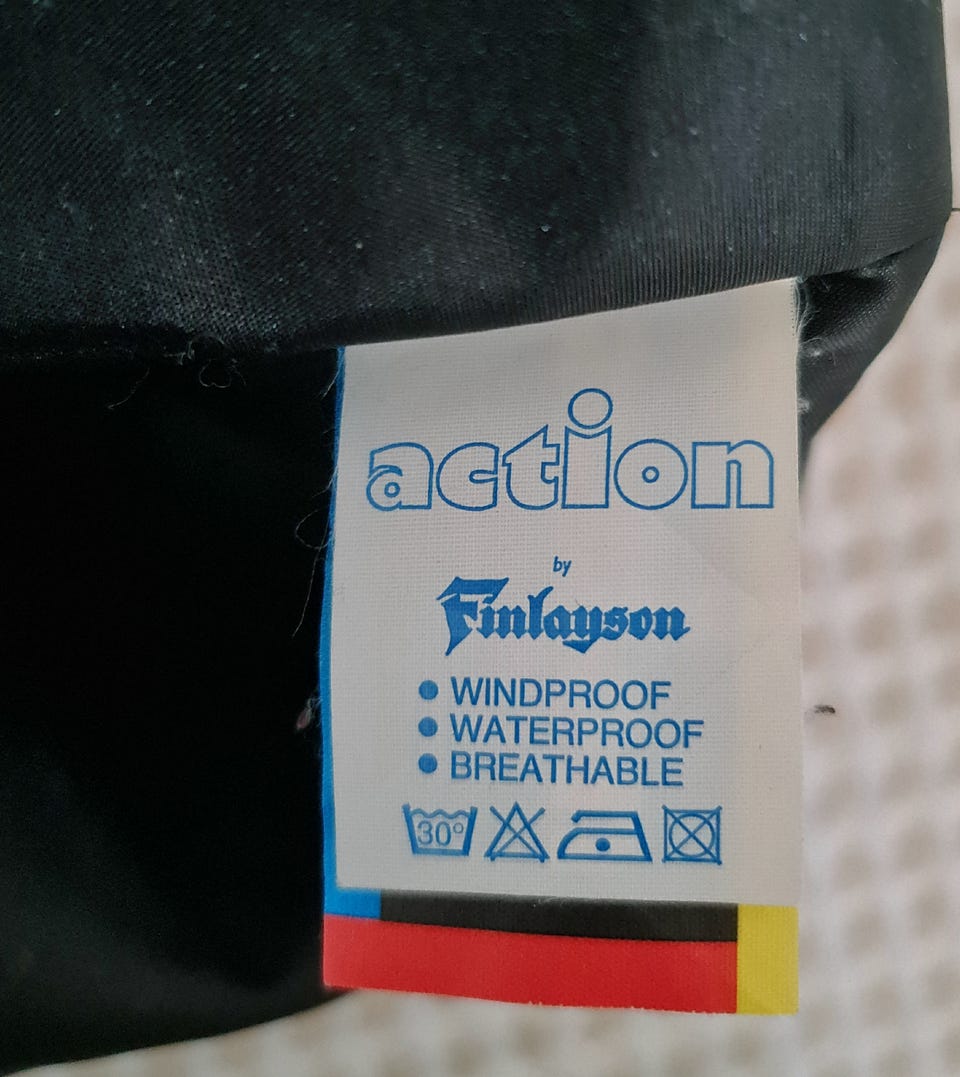 action
by
Finlayson
• WINDPROOF
• WATERPROOF
• BREATHABLE
30°